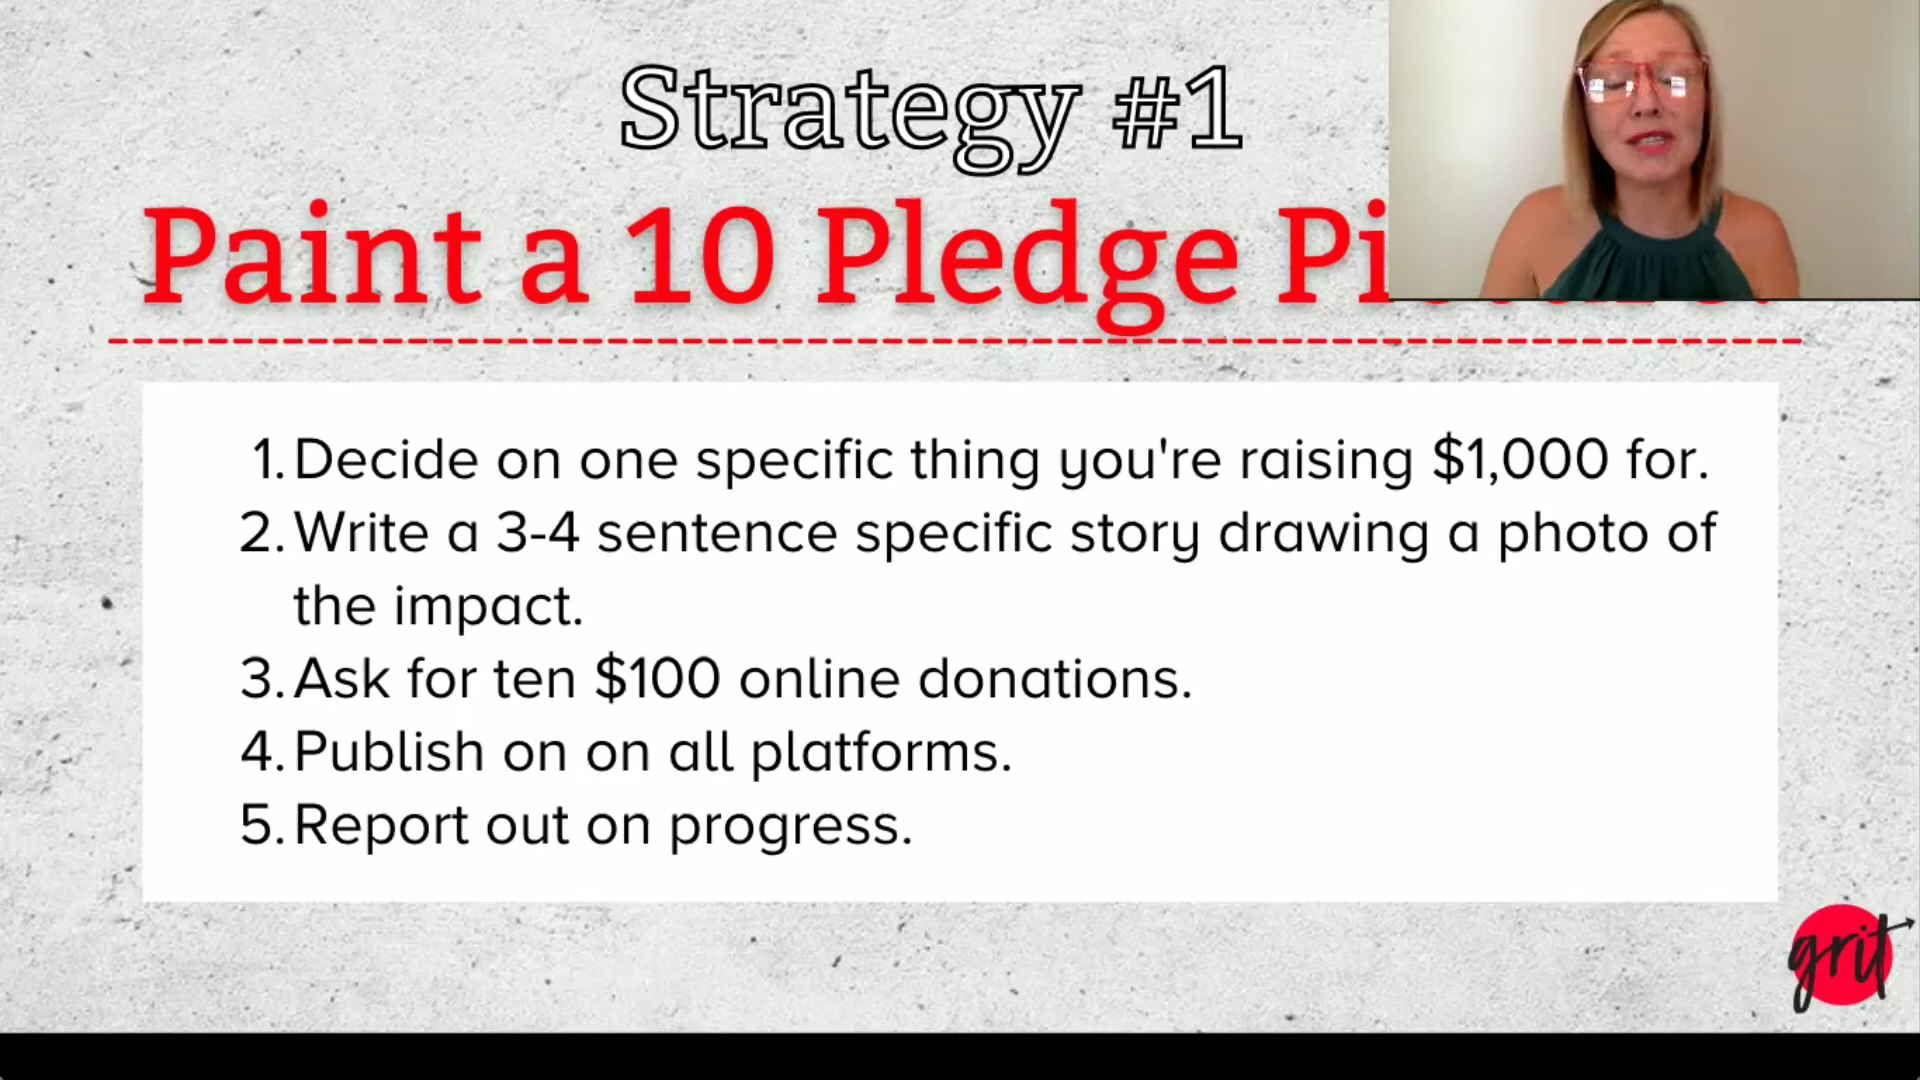 Strategy #1
Paint a 10 Pledge
1. Decide on one specific thing you're raising $1,000 for.
2. Write a 3-4 sentence specific story drawing a photo of
the impact.
3. Ask for ten $100 online donations.
4. Publish on on all platforms.
5. Report out on progress.
grit